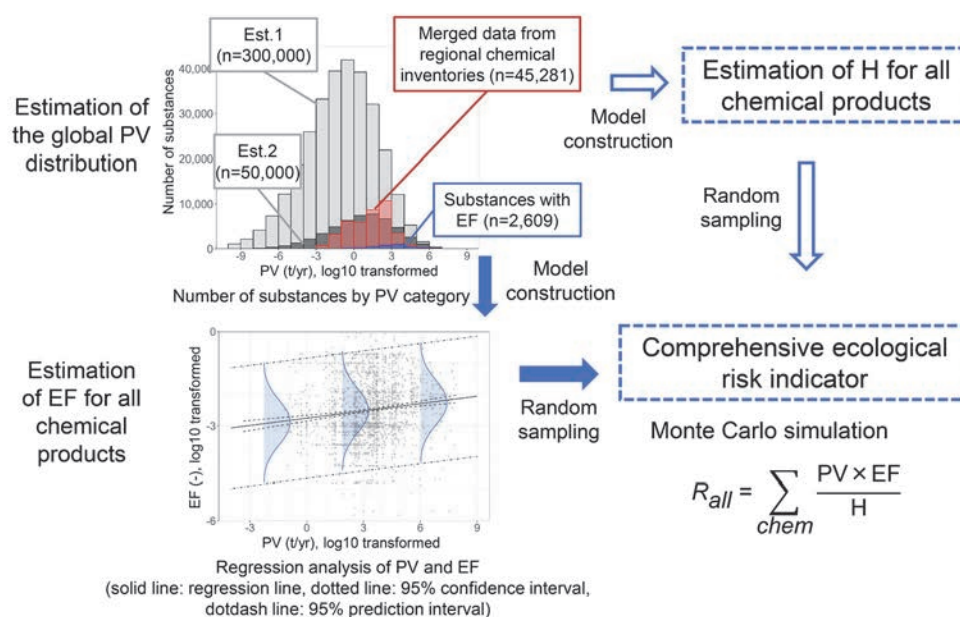 Estimation of
the global PV
distribution
Number of substances
40,000
30,000
20,000
10,000
0
Est.1
(n=300,000)
Est.2
(n=50,000)
Merged data from
regional chemical
inventories (n=45,281)
Substances with
EF (n=2,609)
-9 -6 -3 0 3 6 9
PV (t/yr), log10 transformed
Number of substances by PV category
Model
construction
Estimation of H for all
chemical products
Random
sampling
Model
construction
Estimation
of EF for all
chemical
products
EF (-), log10 transformed
0
-3
-6
-3 0 3 6 9
PV (t/yr), log10 transformed
Regression analysis of PV and EF
(solid line: regression line, dotted line: 95% confidence interval,
dotdash line: 95% prediction interval)
Random
sampling
Comprehensive ecological
risk indicator
Monte Carlo simulation
R_all = ∑_chem (PV × EF) / H